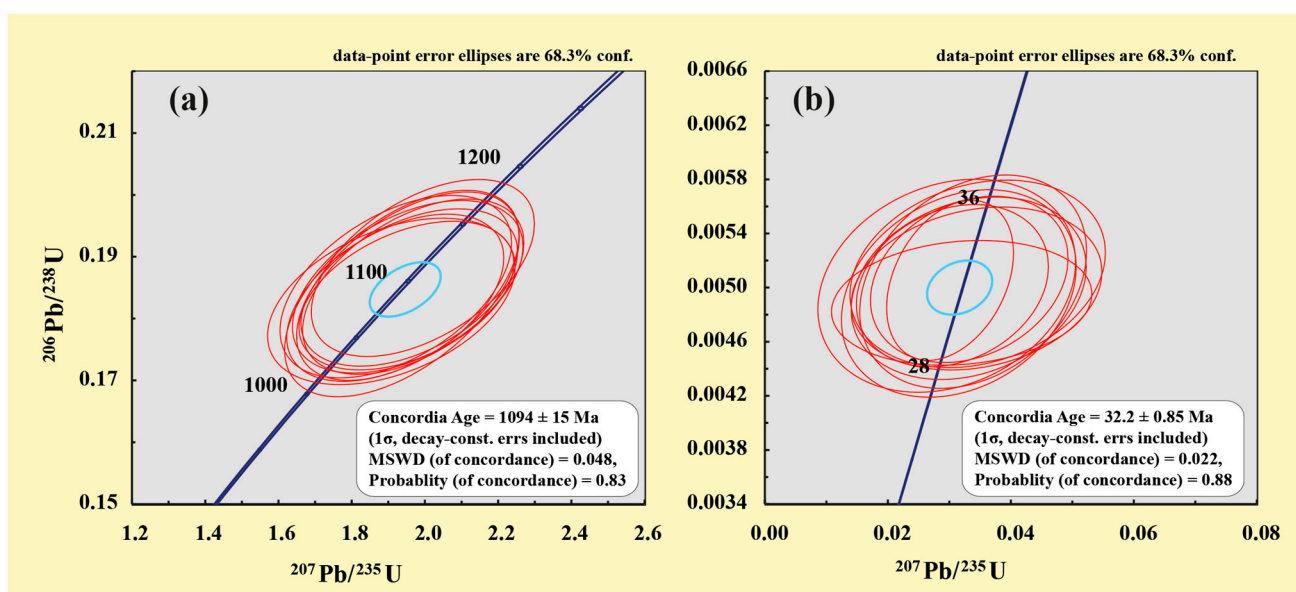 data-point error ellipses are 68.3% conf.
(a)
0.21
0.19
0.17
0.15
²⁰⁶Pb/²³⁸U
1200
1100
1000
Concordia Age = 1094 ± 15 Ma
(1σ, decay-const. errs included)
MSWD (of concordance) = 0.048,
Probablity (of concordance) = 0.83
1.2 1.4 1.6 1.8 2.0 2.2 2.4 2.6
²⁰⁷Pb/²³⁵U
data-point error ellipses are 68.3% conf.
(b)
0.0066
0.0062
0.0058
0.0054
0.0050
0.0046
0.0042
0.0038
0.0034
36
28
Concordia Age = 32.2 ± 0.85 Ma
(1σ, decay-const. errs included)
MSWD (of concordance) = 0.022,
Probablity (of concordance) = 0.88
0.00 0.02 0.04 0.06 0.08
²⁰⁷Pb/²³⁵U